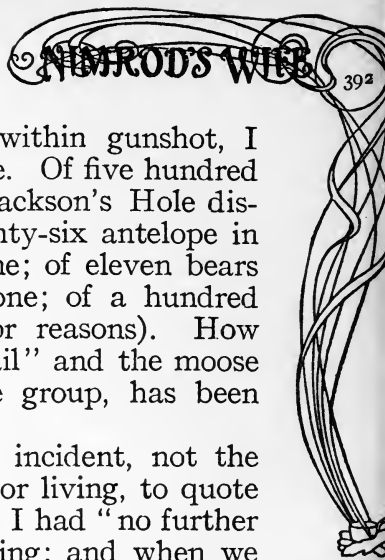 NIMROD'S WIFE
392
within gunshot, I
e. Of five hundred
ackson's Hole dis-
nty-six antelope in
ne; of eleven bears
one; of a hundred
or reasons). How
ail" and the moose
e group, has been
incident, not the
or living, to quote
I had "no further
ing; and when we